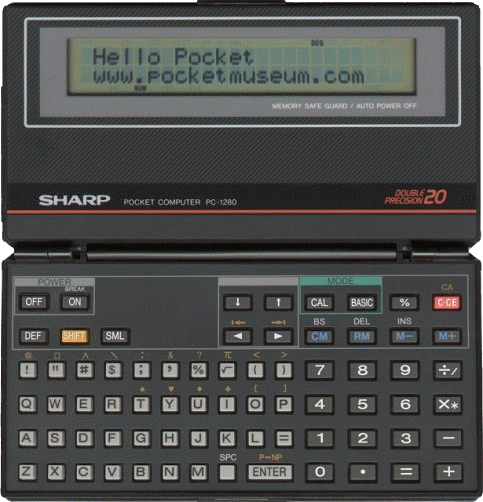 DEG
Hello Pocket
www.pocketmuseum.com
RUN
MEMORY SAFE GUARD / AUTO POWER OFF
SHARP POCKET COMPUTER PC-1280 DOUBLE PRECISION 20
POWER MODE
BREAK CA
OFF ON ↓ ↑ CAL BASIC % C·CE
BS DEL INS
DEF SHIFT SML ◄ ► CM RM M− M+
@ □ ∧ \ : & ? π < >
! " # $ ; , % √ ( ) 7 8 9 ÷/
♠ ♥ ♦ ♣ [ ]
Q W E R T Y U I O P 4 5 6 ×*
A S D F G H J K L = 1 2 3 −
SPC P↔NP
Z X C V B N M ENTER 0 · = +